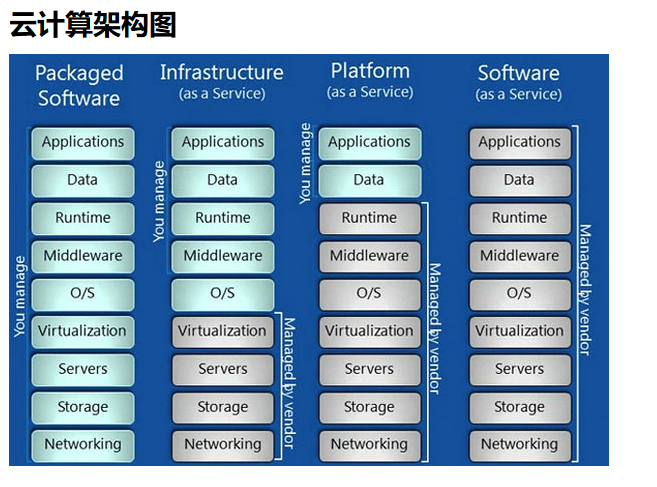 云计算架构图
Packaged
Software
Infrastructure
(as a Service)
Platform
(as a Service)
Software
(as a Service)
You manage
Applications
Data
Runtime
Middleware
O/S
Virtualization
Servers
Storage
Networking
You manage
Applications
Data
Runtime
Middleware
O/S
Virtualization
Servers
Storage
Networking
Managed by vendor
You manage
Applications
Data
Runtime
Middleware
O/S
Virtualization
Servers
Storage
Networking
Managed by vendor
Applications
Data
Runtime
Middleware
O/S
Virtualization
Servers
Storage
Networking
Managed by vendor